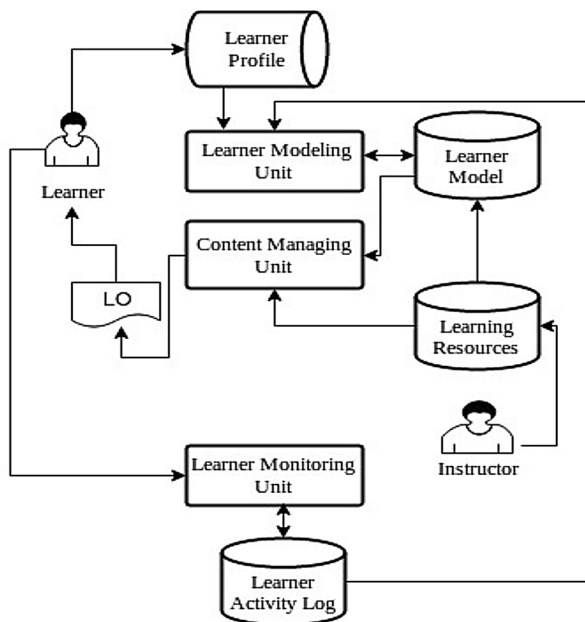 Learner
Profile
Learner Modeling
Unit
Learner
Model
Learner
Content Managing
Unit
LO
Learning
Resources
Instructor
Learner Monitoring
Unit
Learner
Activity Log